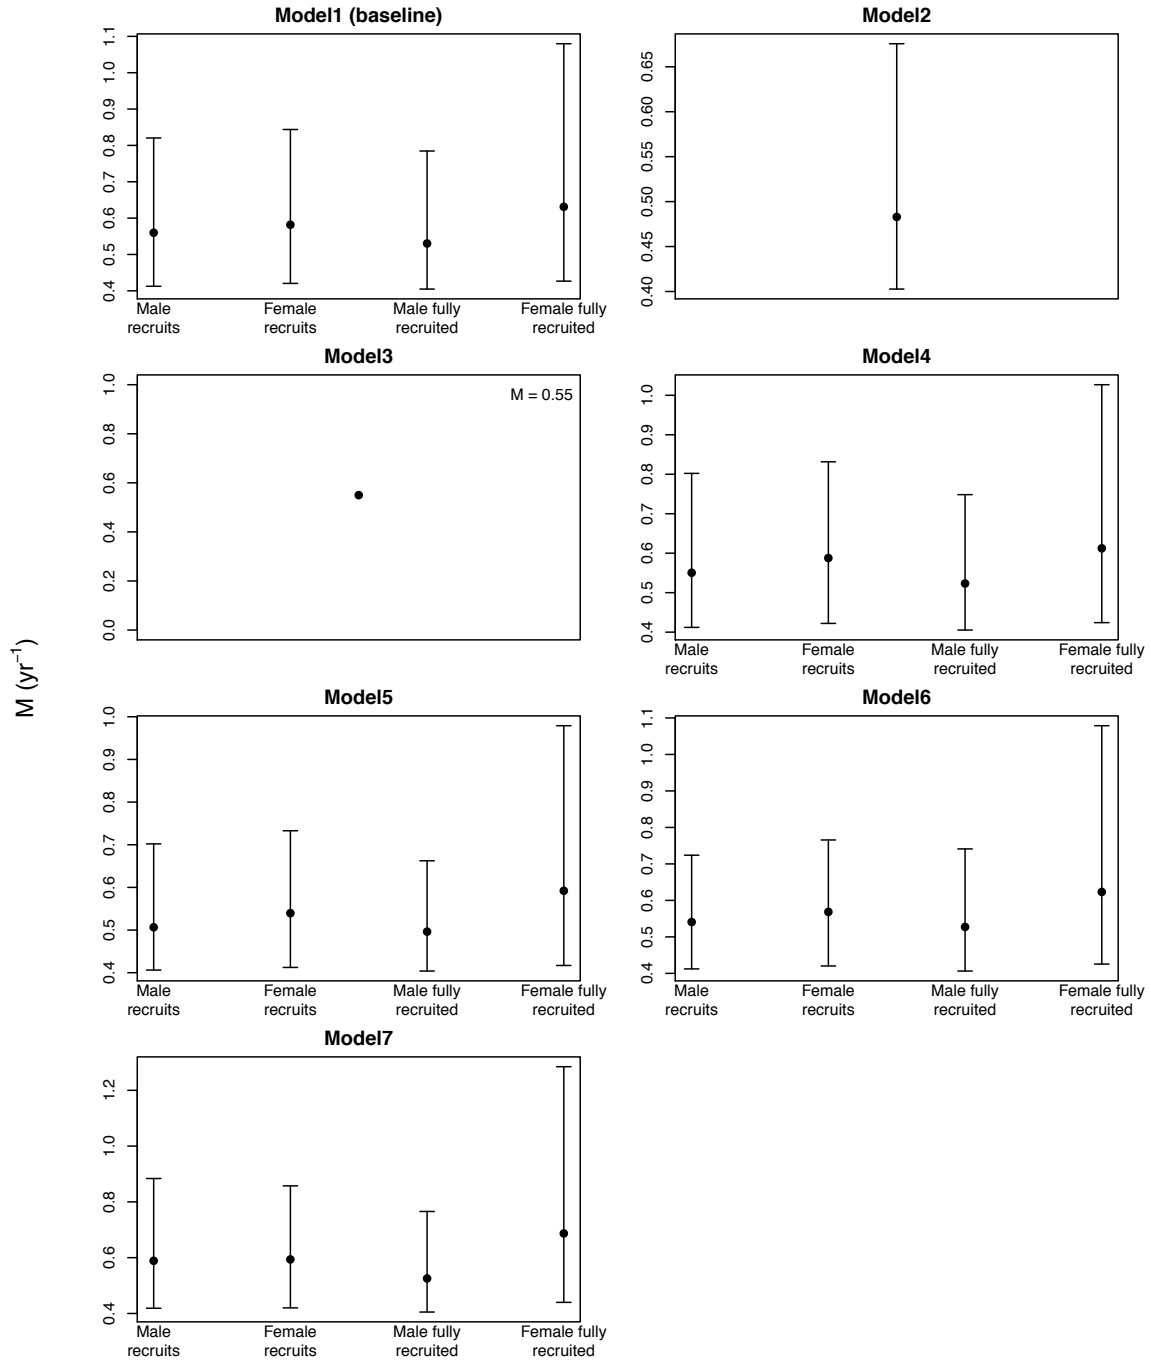 M (yr⁻¹)
Model1 (baseline)
1.1
1.0
0.9
0.8
0.7
0.6
0.5
0.4
Male recruits
Female recruits
Male fully recruited
Female fully recruited
Model2
0.65
0.60
0.55
0.50
0.45
0.40
Model3
M = 0.55
1.0
0.8
0.6
0.4
0.2
0.0
Model4
1.0
0.9
0.8
0.7
0.6
0.5
0.4
Male recruits
Female recruits
Male fully recruited
Female fully recruited
Model5
1.0
0.9
0.8
0.7
0.6
0.5
0.4
Male recruits
Female recruits
Male fully recruited
Female fully recruited
Model6
1.1
1.0
0.9
0.8
0.7
0.6
0.5
0.4
Male recruits
Female recruits
Male fully recruited
Female fully recruited
Model7
1.2
1.0
0.8
0.6
0.4
Male recruits
Female recruits
Male fully recruited
Female fully recruited